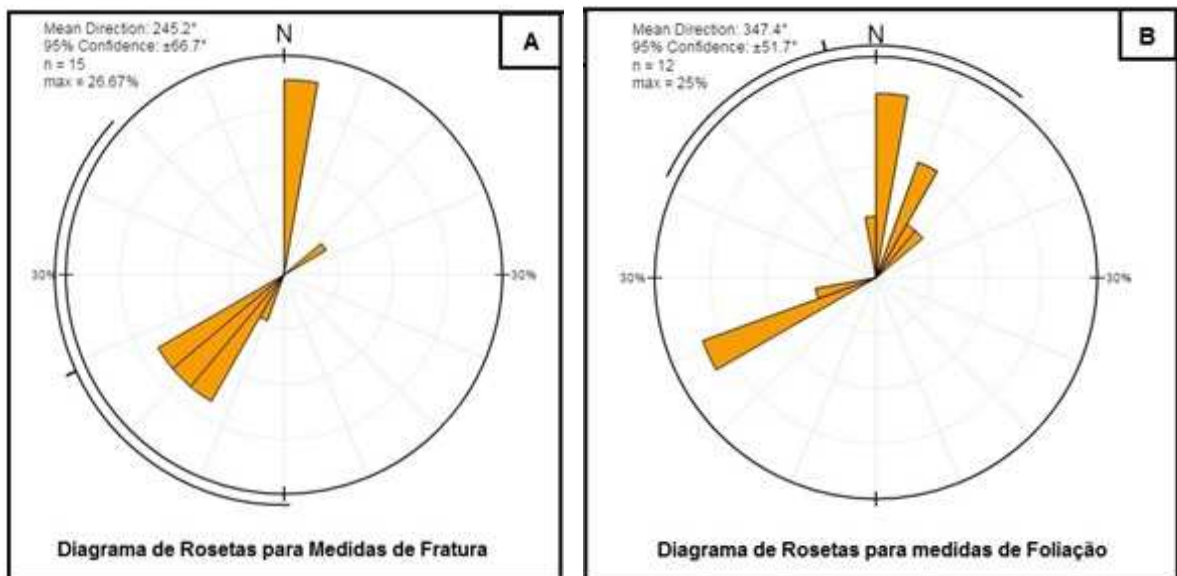 Mean Direction: 245.2°
95% Confidence: ±66.7°
n = 15
max = 26.67%
N
A
30%
30%
Diagrama de Rosetas para Medidas de Fratura
Mean Direction: 347.4°
95% Confidence: ±51.7°
n = 12
max = 25%
N
B
30%
30%
Diagrama de Rosetas para medidas de Foliação